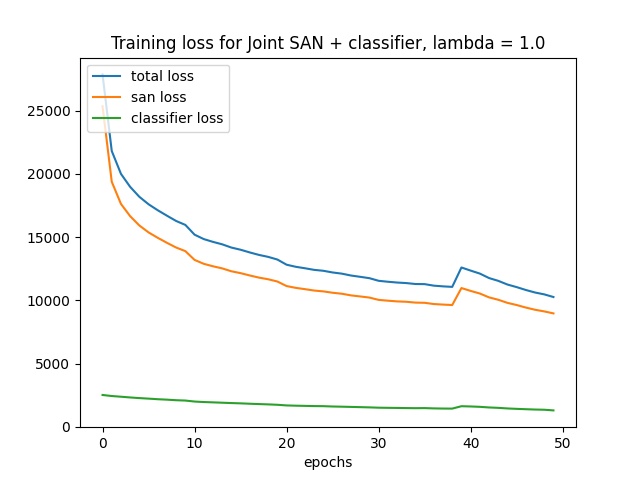 Training loss for Joint SAN + classifier, lambda = 1.0
total loss
san loss
classifier loss
25000
20000
15000
10000
5000
0
0 10 20 30 40 50
epochs